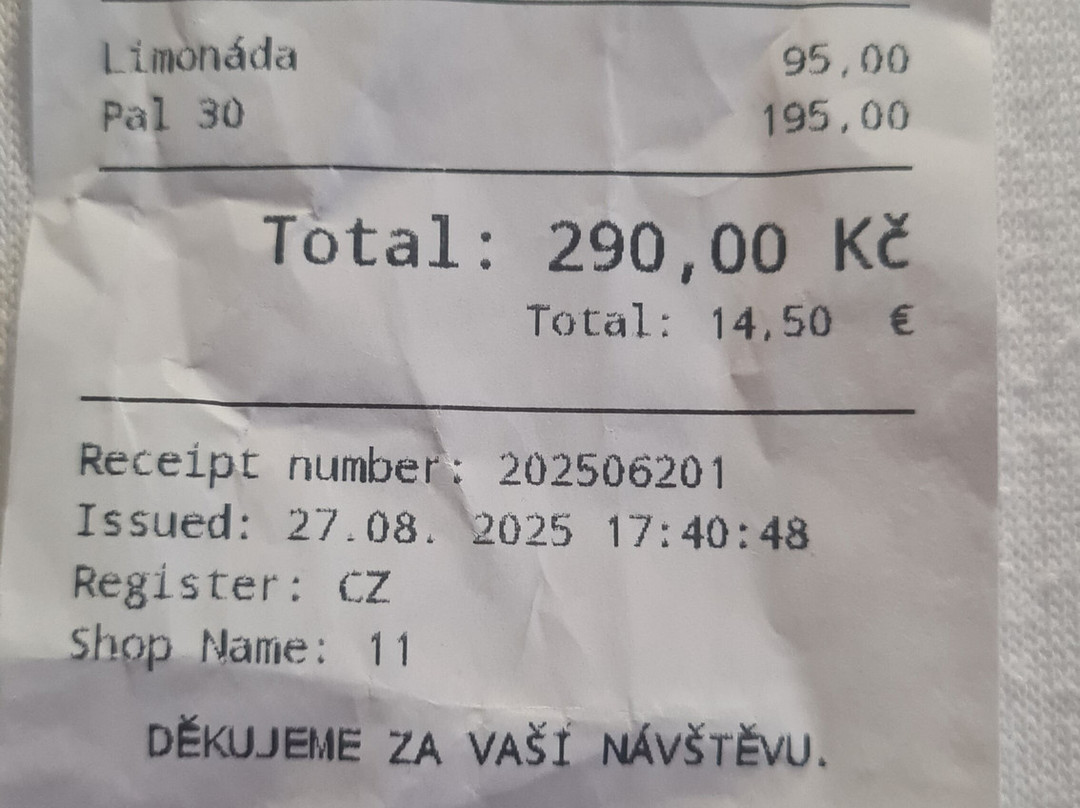 Limonáda 95,00
Pal 30 195,00
Total: 290,00 Kč
Total: 14,50 €
Receipt number: 202506201
Issued: 27.08. 2025 17:40:48
Register: CZ
Shop Name: 11
DĚKUJEME ZA VAŠÍ NÁVŠTĚVU.